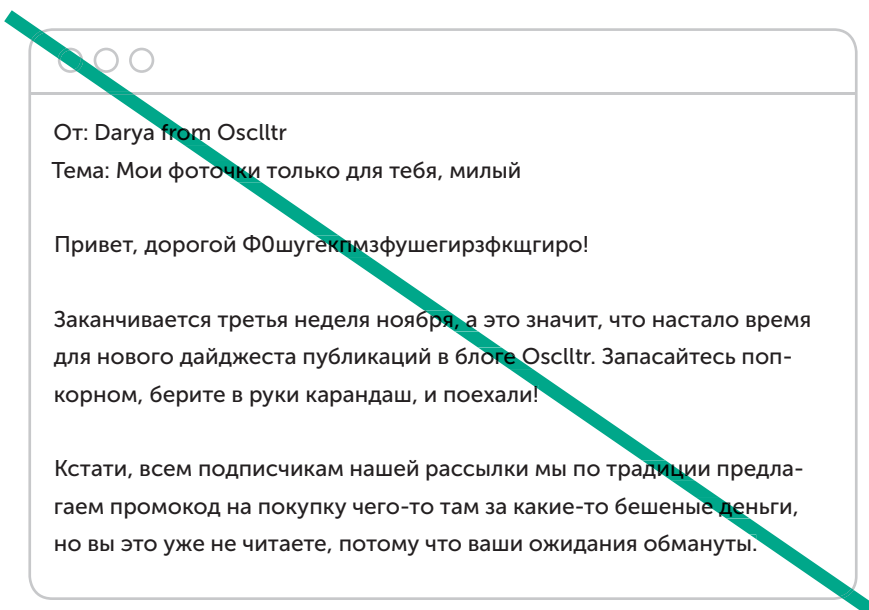 От: Darya from Osclltr
Тема: Мои фоточки только для тебя, милый
Привет, дорогой Ф0шугекпмзфушегирзфкщгиро!
Заканчивается третья неделя ноября, а это значит, что настало время
для нового дайджеста публикаций в блоге Osclltr. Запасайтесь поп-
корном, берите в руки карандаш, и поехали!
Кстати, всем подписчикам нашей рассылки мы по традиции предла-
гаем промокод на покупку чего-то там за какие-то бешеные деньги,
но вы это уже не читаете, потому что ваши ожидания обмануты.